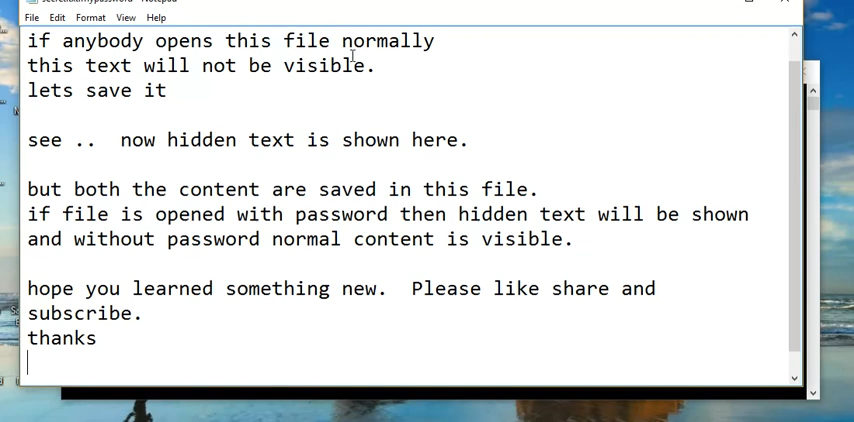 File Edit Format View Help
if anybody opens this file normally
this text will not be visible.
lets save it
see .. now hidden text is shown here.
but both the content are saved in this file.
if file is opened with password then hidden text will be shown
and without password normal content is visible.
hope you learned something new. Please like share and
subscribe.
thanks